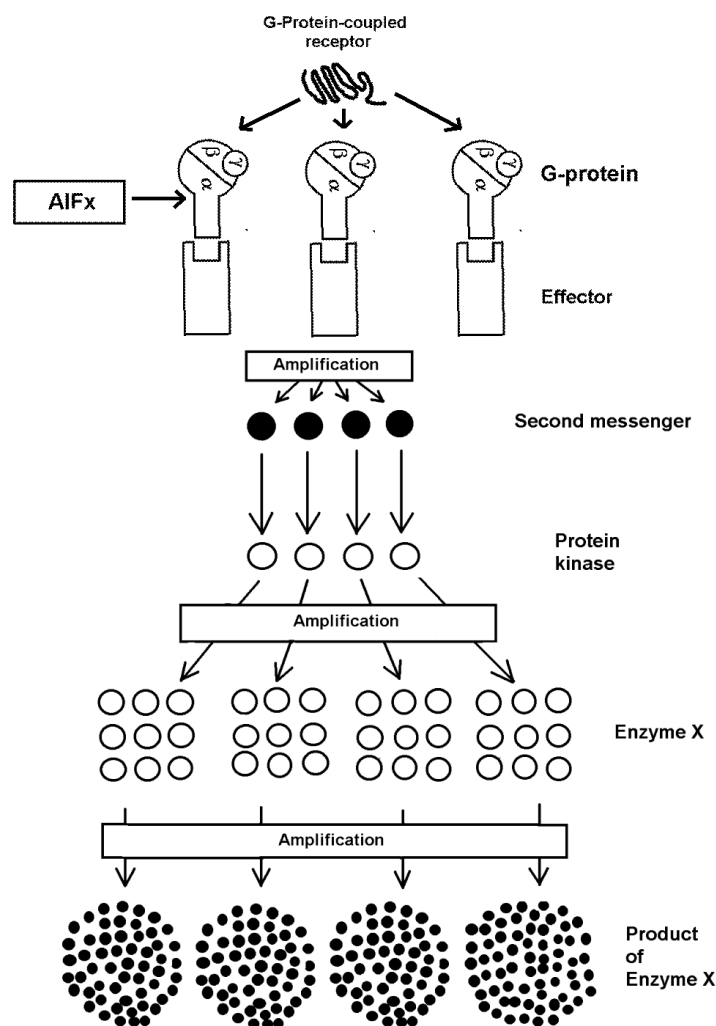 G-Protein-coupled
receptor
β γ
α
β γ
α
β γ
α
G-protein
AlFx
Effector
Amplification
Second messenger
Protein
kinase
Amplification
Enzyme X
Amplification
Product
of
Enzyme X